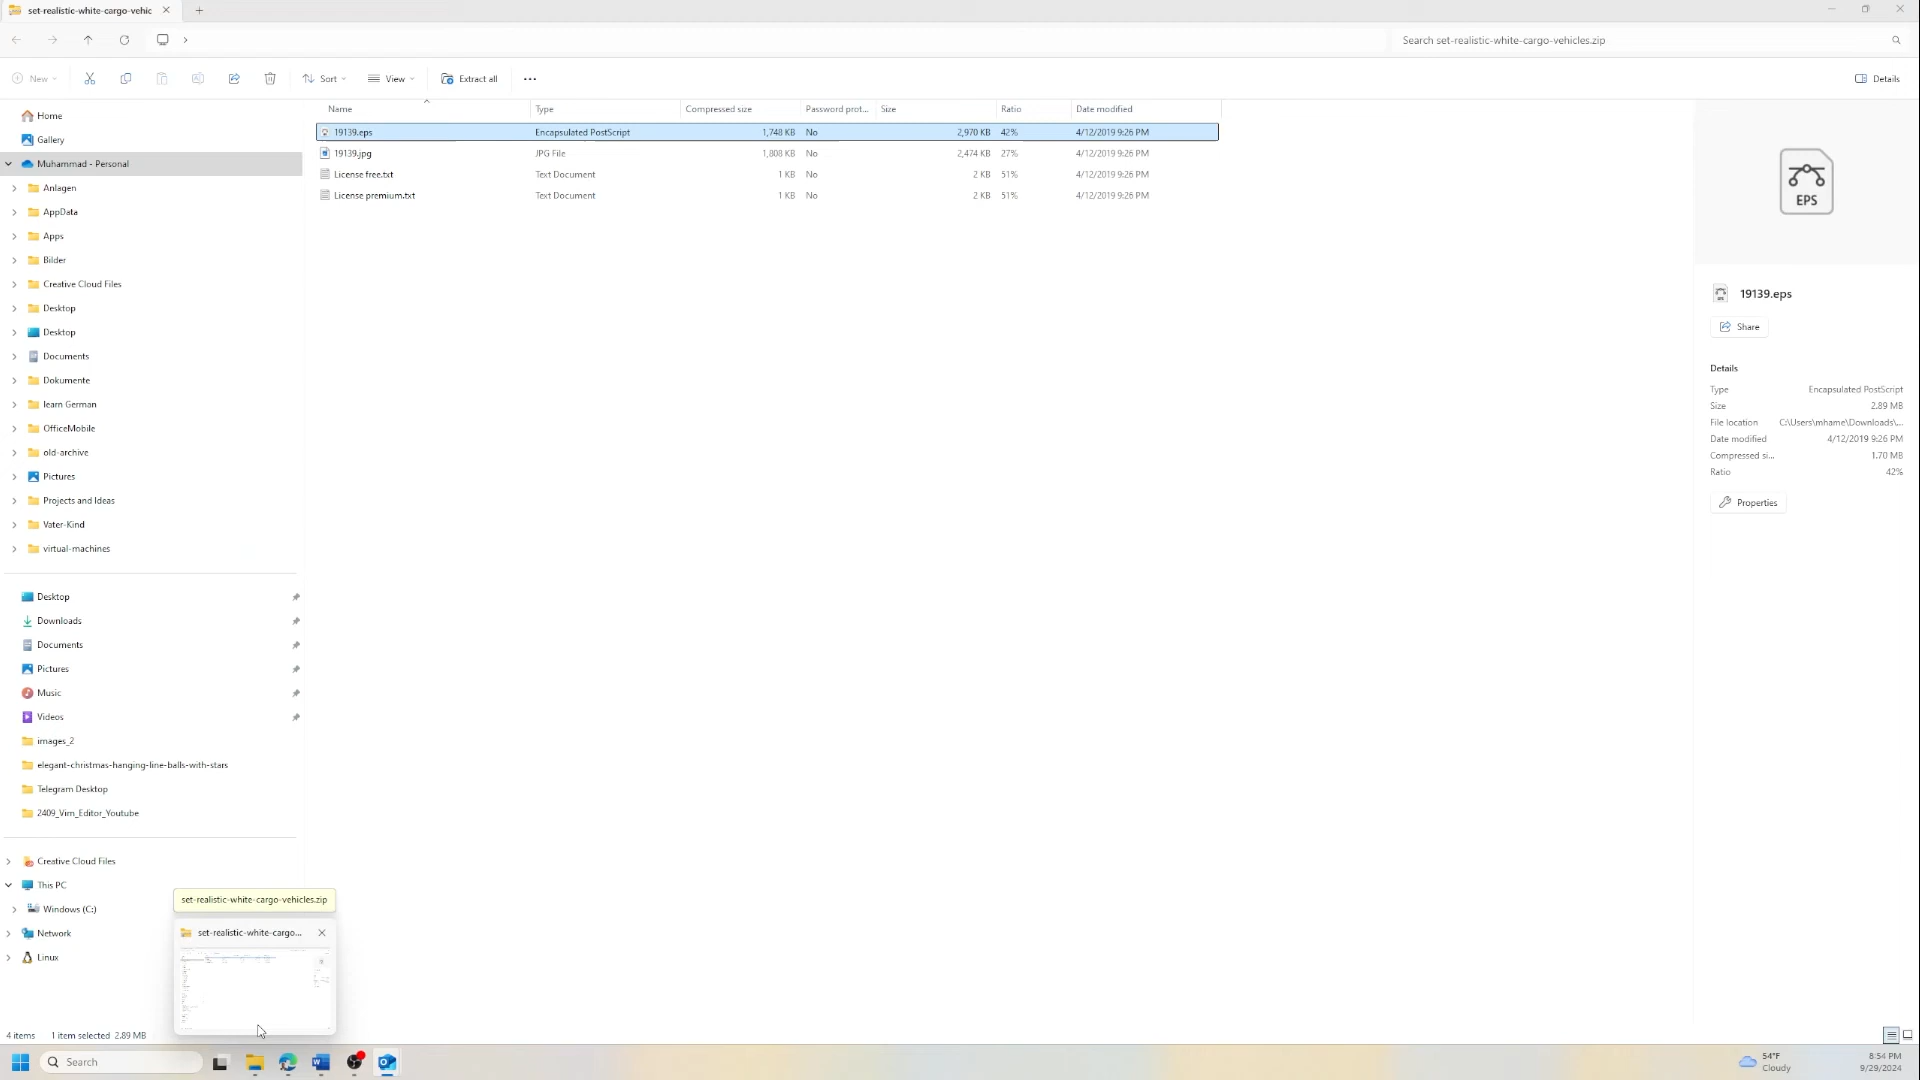 set-realistic-white-cargo-vehic
Search set-realistic-white-cargo-vehicles.zip
New
Sort
View
Extract all
Details
Name Type Compressed size Password prot... Size Ratio Date modified
19139.eps Encapsulated PostScript 1,748 KB No 2,970 KB 42% 4/12/2019 9:26 PM
19139.jpg JPG File 1,808 KB No 2,474 KB 27% 4/12/2019 9:26 PM
License free.txt Text Document 1 KB No 2 KB 51% 4/12/2019 9:26 PM
License premium.txt Text Document 1 KB No 2 KB 51% 4/12/2019 9:26 PM
Home
Gallery
Muhammad - Personal
Anlagen
AppData
Apps
Bilder
Creative Cloud Files
Desktop
Desktop
Documents
Dokumente
learn German
OfficeMobile
old-archive
Pictures
Projects and Ideas
Vater-Kind
virtual-machines
Desktop
Downloads
Documents
Pictures
Music
Videos
images_2
elegant-christmas-hanging-line-balls-with-stars
Telegram Desktop
2409_Vim_Editor_Youtube
Creative Cloud Files
This PC
Windows (C:)
Network
Linux
EPS
19139.eps
Share
Details
Type Encapsulated PostScript
Size 2.89 MB
File location C:\Users\mhame\Downloads\...
Date modified 4/12/2019 9:26 PM
Compressed si... 1.70 MB
Ratio 42%
Properties
set-realistic-white-cargo-vehicles.zip
set-realistic-white-cargo...
4 items 1 item selected 2.89 MB
Search
54°F
Cloudy
8:54 PM
9/29/2024